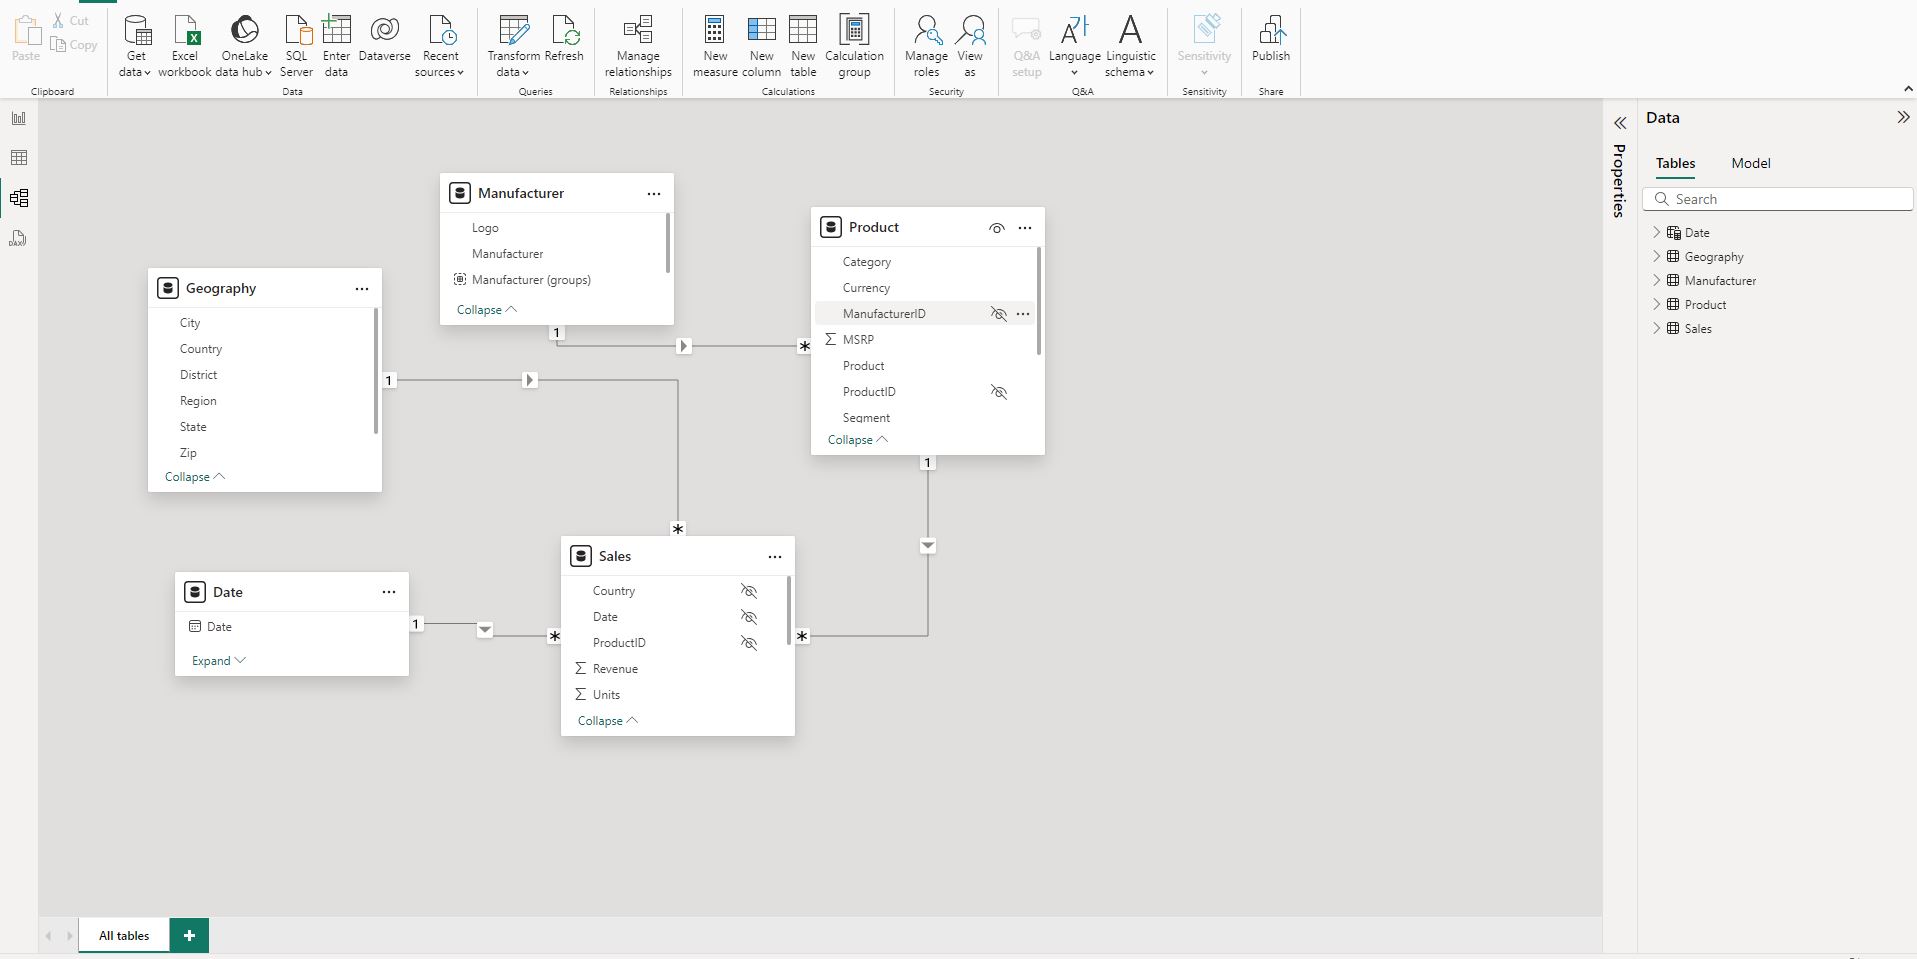 Paste
Cut
Copy
Clipboard
Get data
Excel workbook
OneLake data hub
SQL Server
Enter data
Dataverse
Recent sources
Data
Transform data
Refresh
Queries
Manage relationships
Relationships
New measure
New column
New table
Calculation group
Calculations
Manage roles
View as
Security
Q&A setup
Language
Linguistic schema
Q&A
Sensitivity
Sensitivity
Publish
Share
Manufacturer
Logo
Manufacturer
Manufacturer (groups)
Collapse
1
*
Product
Category
Currency
ManufacturerID
Σ MSRP
Product
ProductID
Segment
Collapse
1
Geography
City
Country
District
Region
State
Zip
Collapse
1
*
Sales
Country
Date
ProductID
Σ Revenue
Σ Units
Collapse
*
*
Date
Date
Expand
1
Properties
Data
Tables
Model
Search
Date
Geography
Manufacturer
Product
Sales
All tables
+